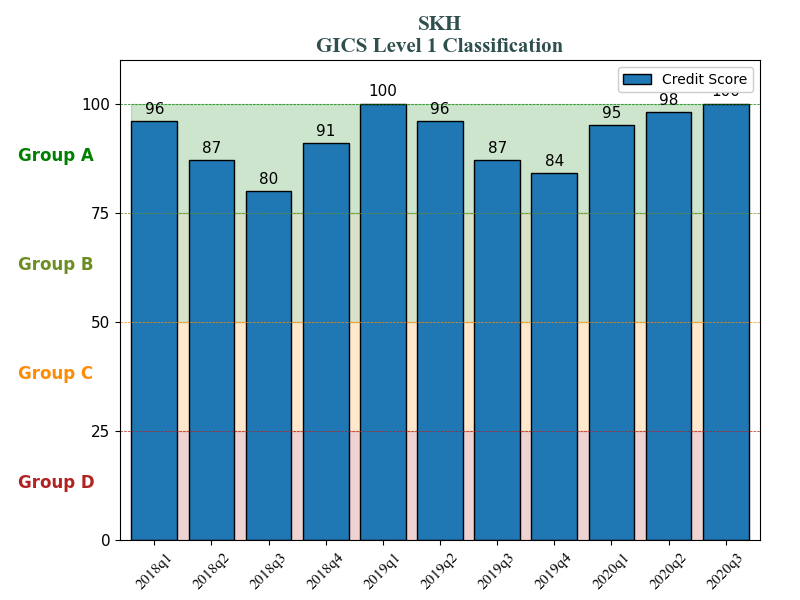 SKH
GICS Level 1 Classification
Credit Score
100
75
50
25
0
Group A
Group B
Group C
Group D
96
87
80
91
100
96
87
84
95
98
100
2018q1
2018q2
2018q3
2018q4
2019q1
2019q2
2019q3
2019q4
2020q1
2020q2
2020q3